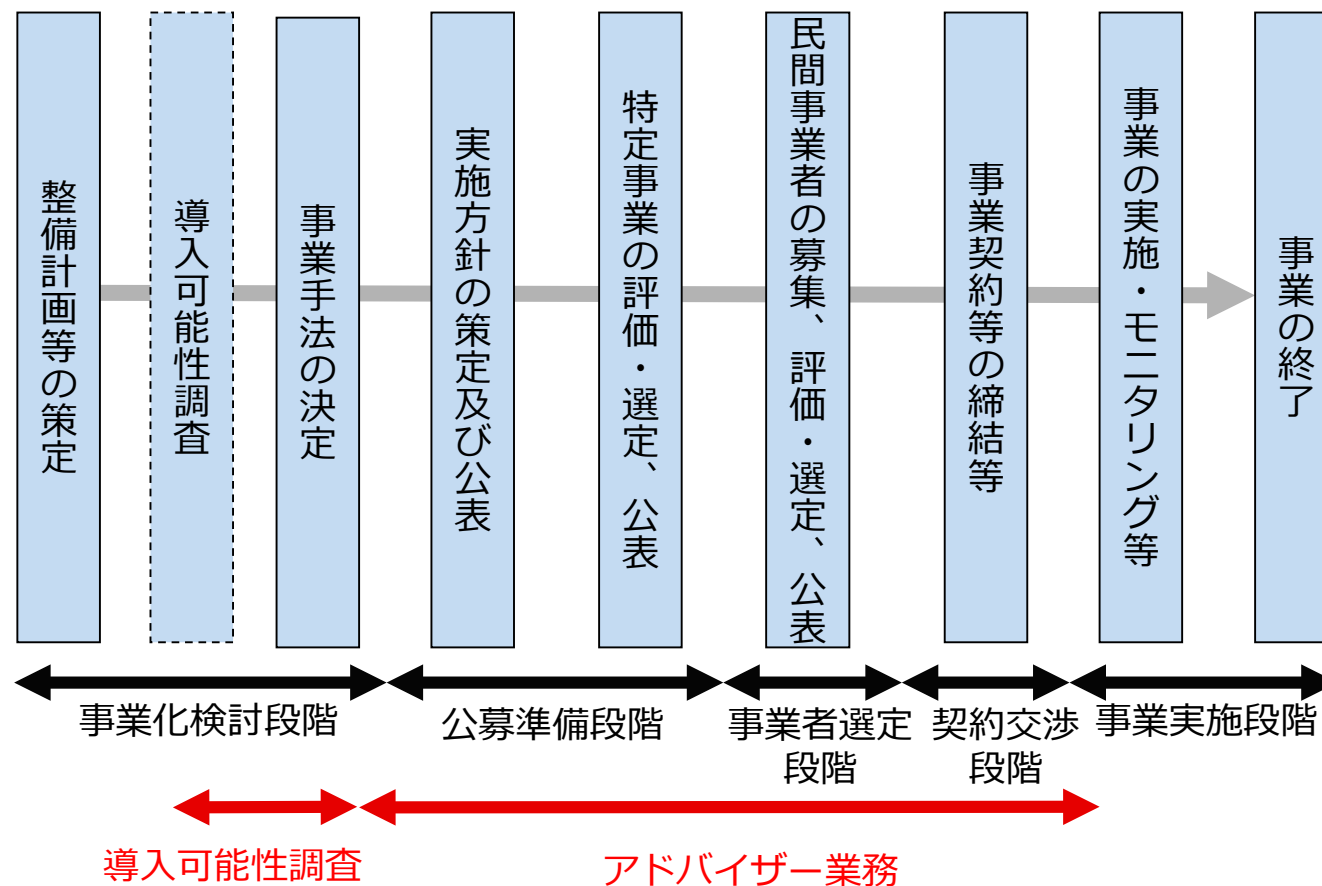 整備計画等の策定
導入可能性調査
事業手法の決定
実施方針の策定及び公表
特定事業の評価・選定、公表
民間事業者の募集、評価・選定、公表
事業契約等の締結等
事業の実施・モニタリング等
事業の終了
事業化検討段階
公募準備段階
事業者選定
段階
契約交渉
段階
事業実施段階
導入可能性調査
アドバイザー業務